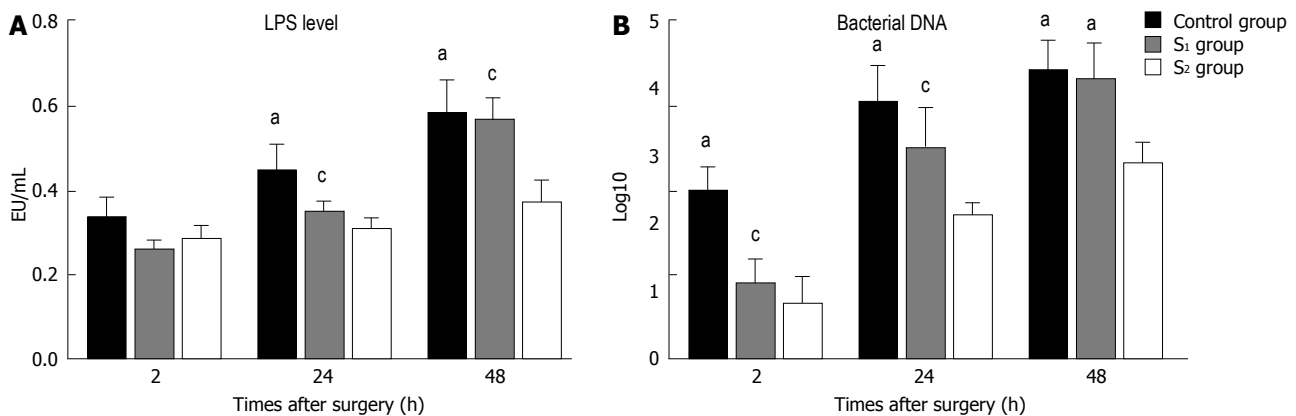 A
LPS level
0.8
0.6
0.4
0.2
0.0
EU/mL
a
c
a
c
2
24
48
Times after surgery (h)
B
Bacterial DNA
5
4
3
2
1
0
Log10
a
c
a
c
a
a
2
24
48
Times after surgery (h)
Control group
S₁ group
S₂ group